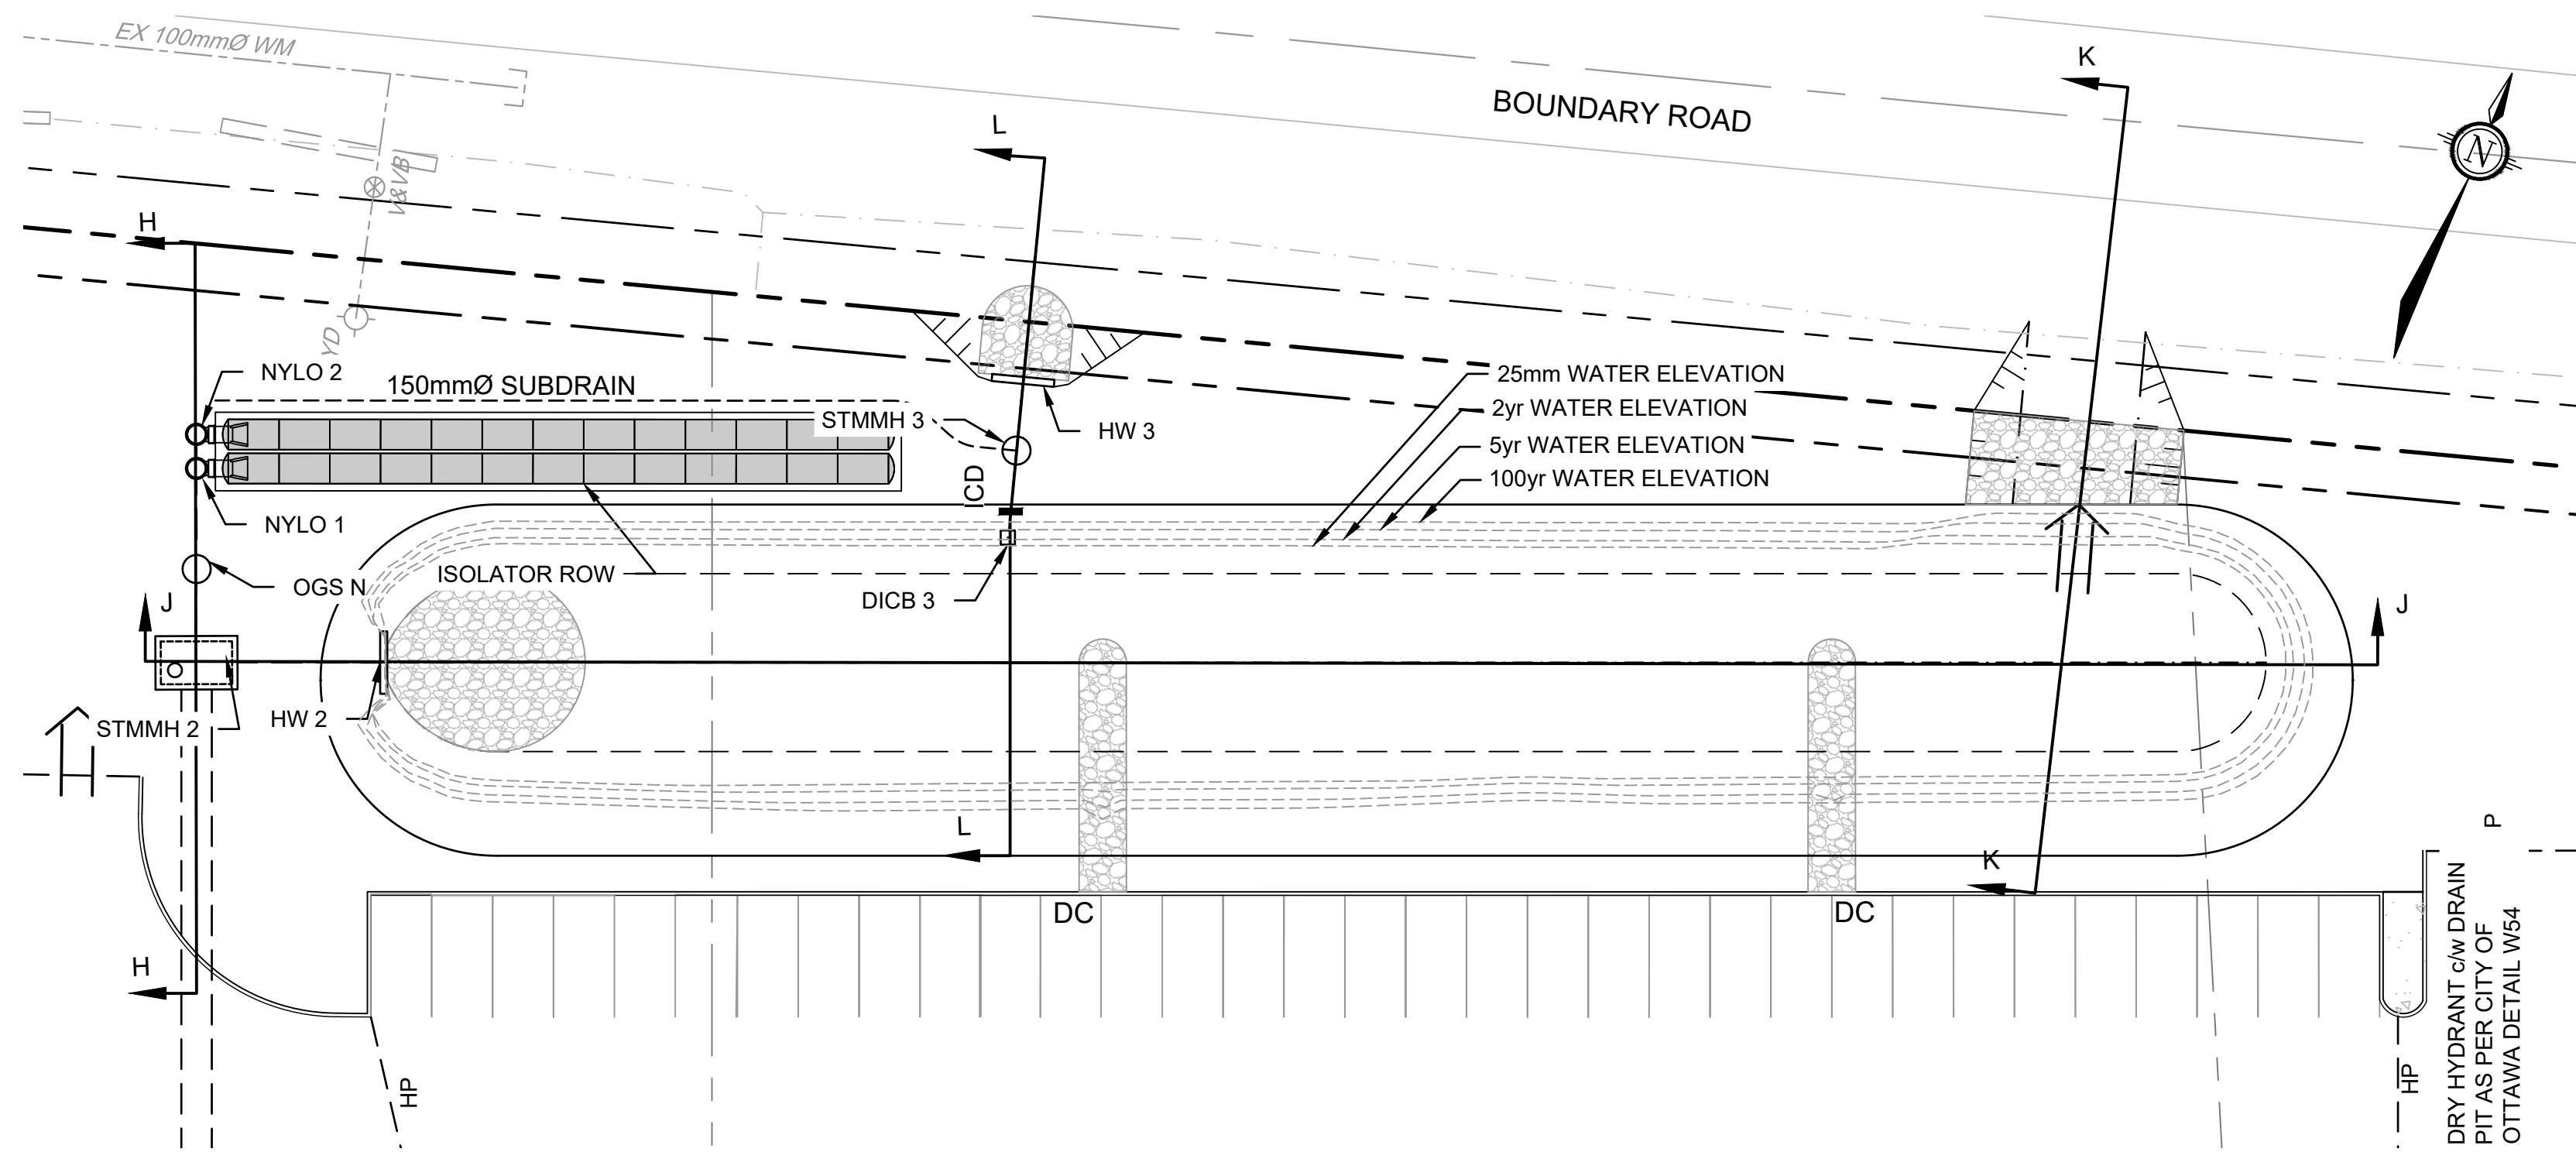 EX 100mmØ WM
K
BOUNDARY ROAD
L
N
V&VB
H
YD
NYLO 2
150mmØ SUBDRAIN
25mm WATER ELEVATION
2yr WATER ELEVATION
STMMH 3
HW 3
5yr WATER ELEVATION
100yr WATER ELEVATION
ICD
NYLO 1
ISOLATOR ROW
OGS N
DICB 3
J
J
STMMH 2
HW 2
L
P
K
DC
DC
H
HP
HP
DRY HYDRANT c/w DRAIN
PIT AS PER CITY OF
OTTAWA DETAIL W54